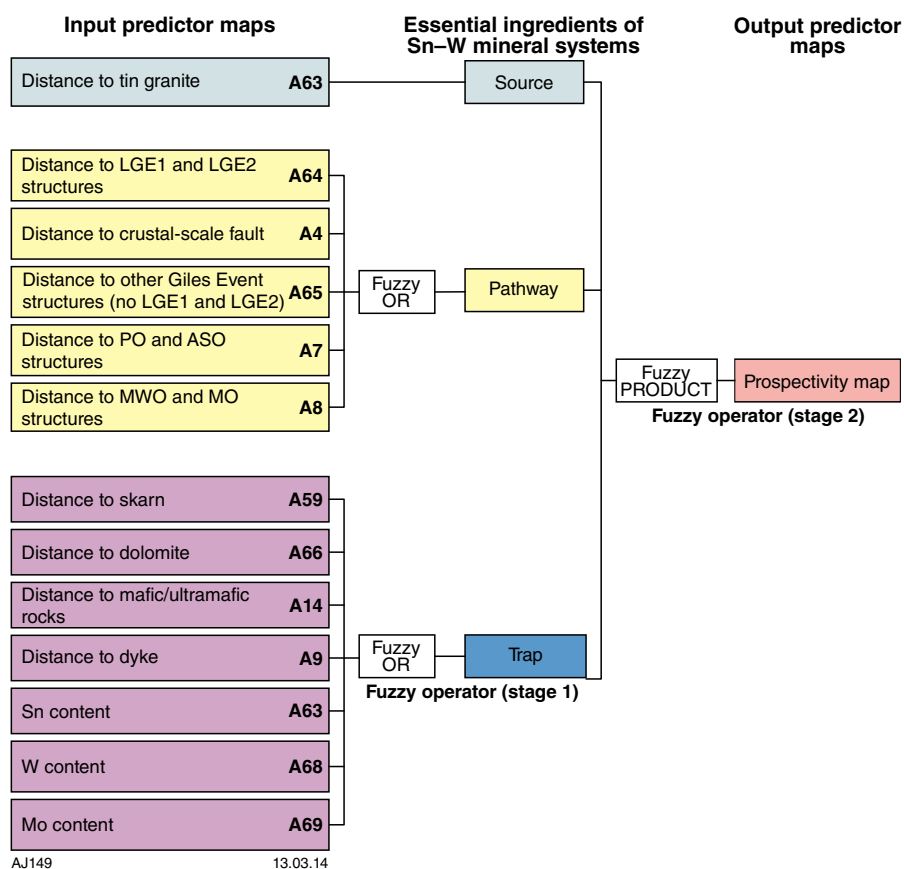 Input predictor maps
Essential ingredients of
Sn–W mineral systems
Output predictor
maps
Distance to tin granite A63
Source
Distance to LGE1 and LGE2
structures A64
Distance to crustal-scale fault A4
Distance to other Giles Event
structures (no LGE1 and LGE2) A65
Distance to PO and ASO
structures A7
Distance to MWO and MO
structures A8
Fuzzy
OR
Pathway
Fuzzy
PRODUCT
Prospectivity map
Fuzzy operator (stage 2)
Distance to skarn A59
Distance to dolomite A66
Distance to mafic/ultramafic
rocks A14
Distance to dyke A9
Sn content A63
W content A68
Mo content A69
Fuzzy
OR
Trap
Fuzzy operator (stage 1)
AJ149 13.03.14